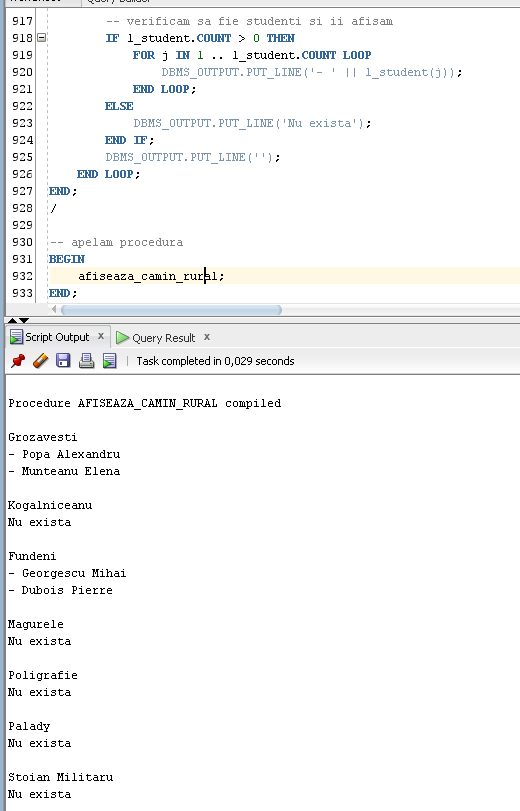 917 -- verificam sa fie studenti si ii afisam
918 IF l_student.COUNT > 0 THEN
919 FOR j IN 1 .. l_student.COUNT LOOP
920 DBMS_OUTPUT.PUT_LINE('- ' || l_student(j));
921 END LOOP;
922 ELSE
923 DBMS_OUTPUT.PUT_LINE('Nu exista');
924 END IF;
925 DBMS_OUTPUT.PUT_LINE('');
926 END LOOP;
927 END;
928 /
929
930 -- apelam procedura
931 BEGIN
932 afiseaza_camin_rural;
933 END;
Script Output x Query Result x
Task completed in 0,029 seconds
Procedure AFISEAZA_CAMIN_RURAL compiled
Grozavesti
- Popa Alexandru
- Munteanu Elena
Kogalniceanu
Nu exista
Fundeni
- Georgescu Mihai
- Dubois Pierre
Magurele
Nu exista
Poligrafie
Nu exista
Palady
Nu exista
Stoian Militaru
Nu exista